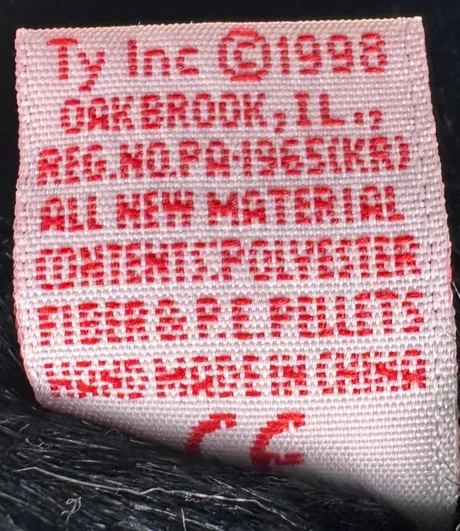 Ty Inc ©1998
OAKBROOK,IL.,
REG.NO.PA-1965(KR)
ALL NEW MATERIAL
CONTENTS:POLYESTER
FIBER & P.E.PELLETS
HAND MADE IN CHINA
CE